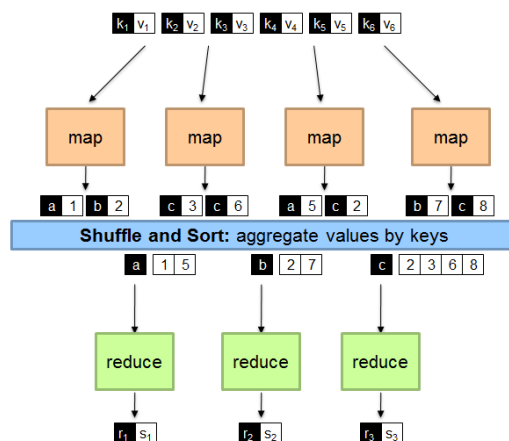 k₁ v₁ k₂ v₂ k₃ v₃ k₄ v₄ k₅ v₅ k₆ v₆
map map map map
a 1 b 2 c 3 c 6 a 5 c 2 b 7 c 8
Shuffle and Sort: aggregate values by keys
a 1 5 b 2 7 c 2 3 6 8
reduce reduce reduce
r₁ s₁ r₂ s₂ r₃ s₃